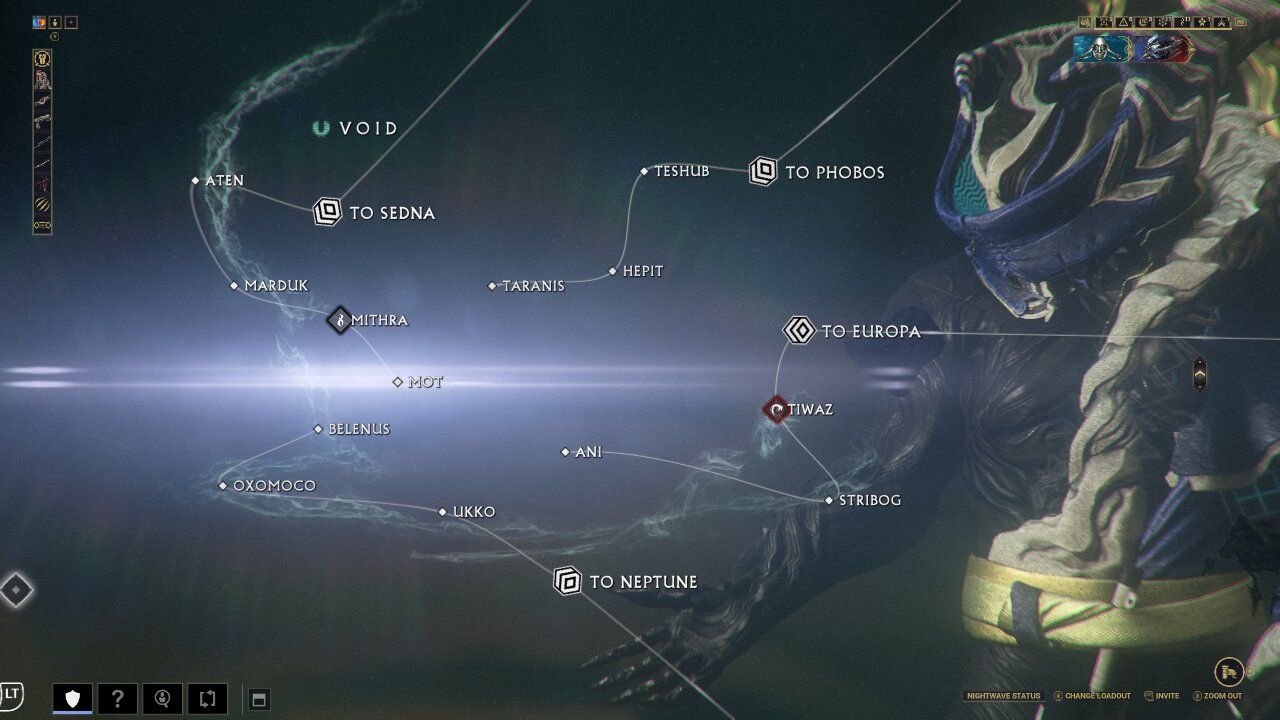 VOID
TESHUB
TO PHOBOS
ATEN
TO SEDNA
HEPIT
MARDUK
TARANIS
MITHRA
TO EUROPA
MOT
TIWAZ
BELENUS
ANI
OXOMOCO
STRIBOG
UKKO
TO NEPTUNE
LT
?
NIGHTWAVE STATUS
CHANGE LOADOUT
INVITE
ZOOM OUT